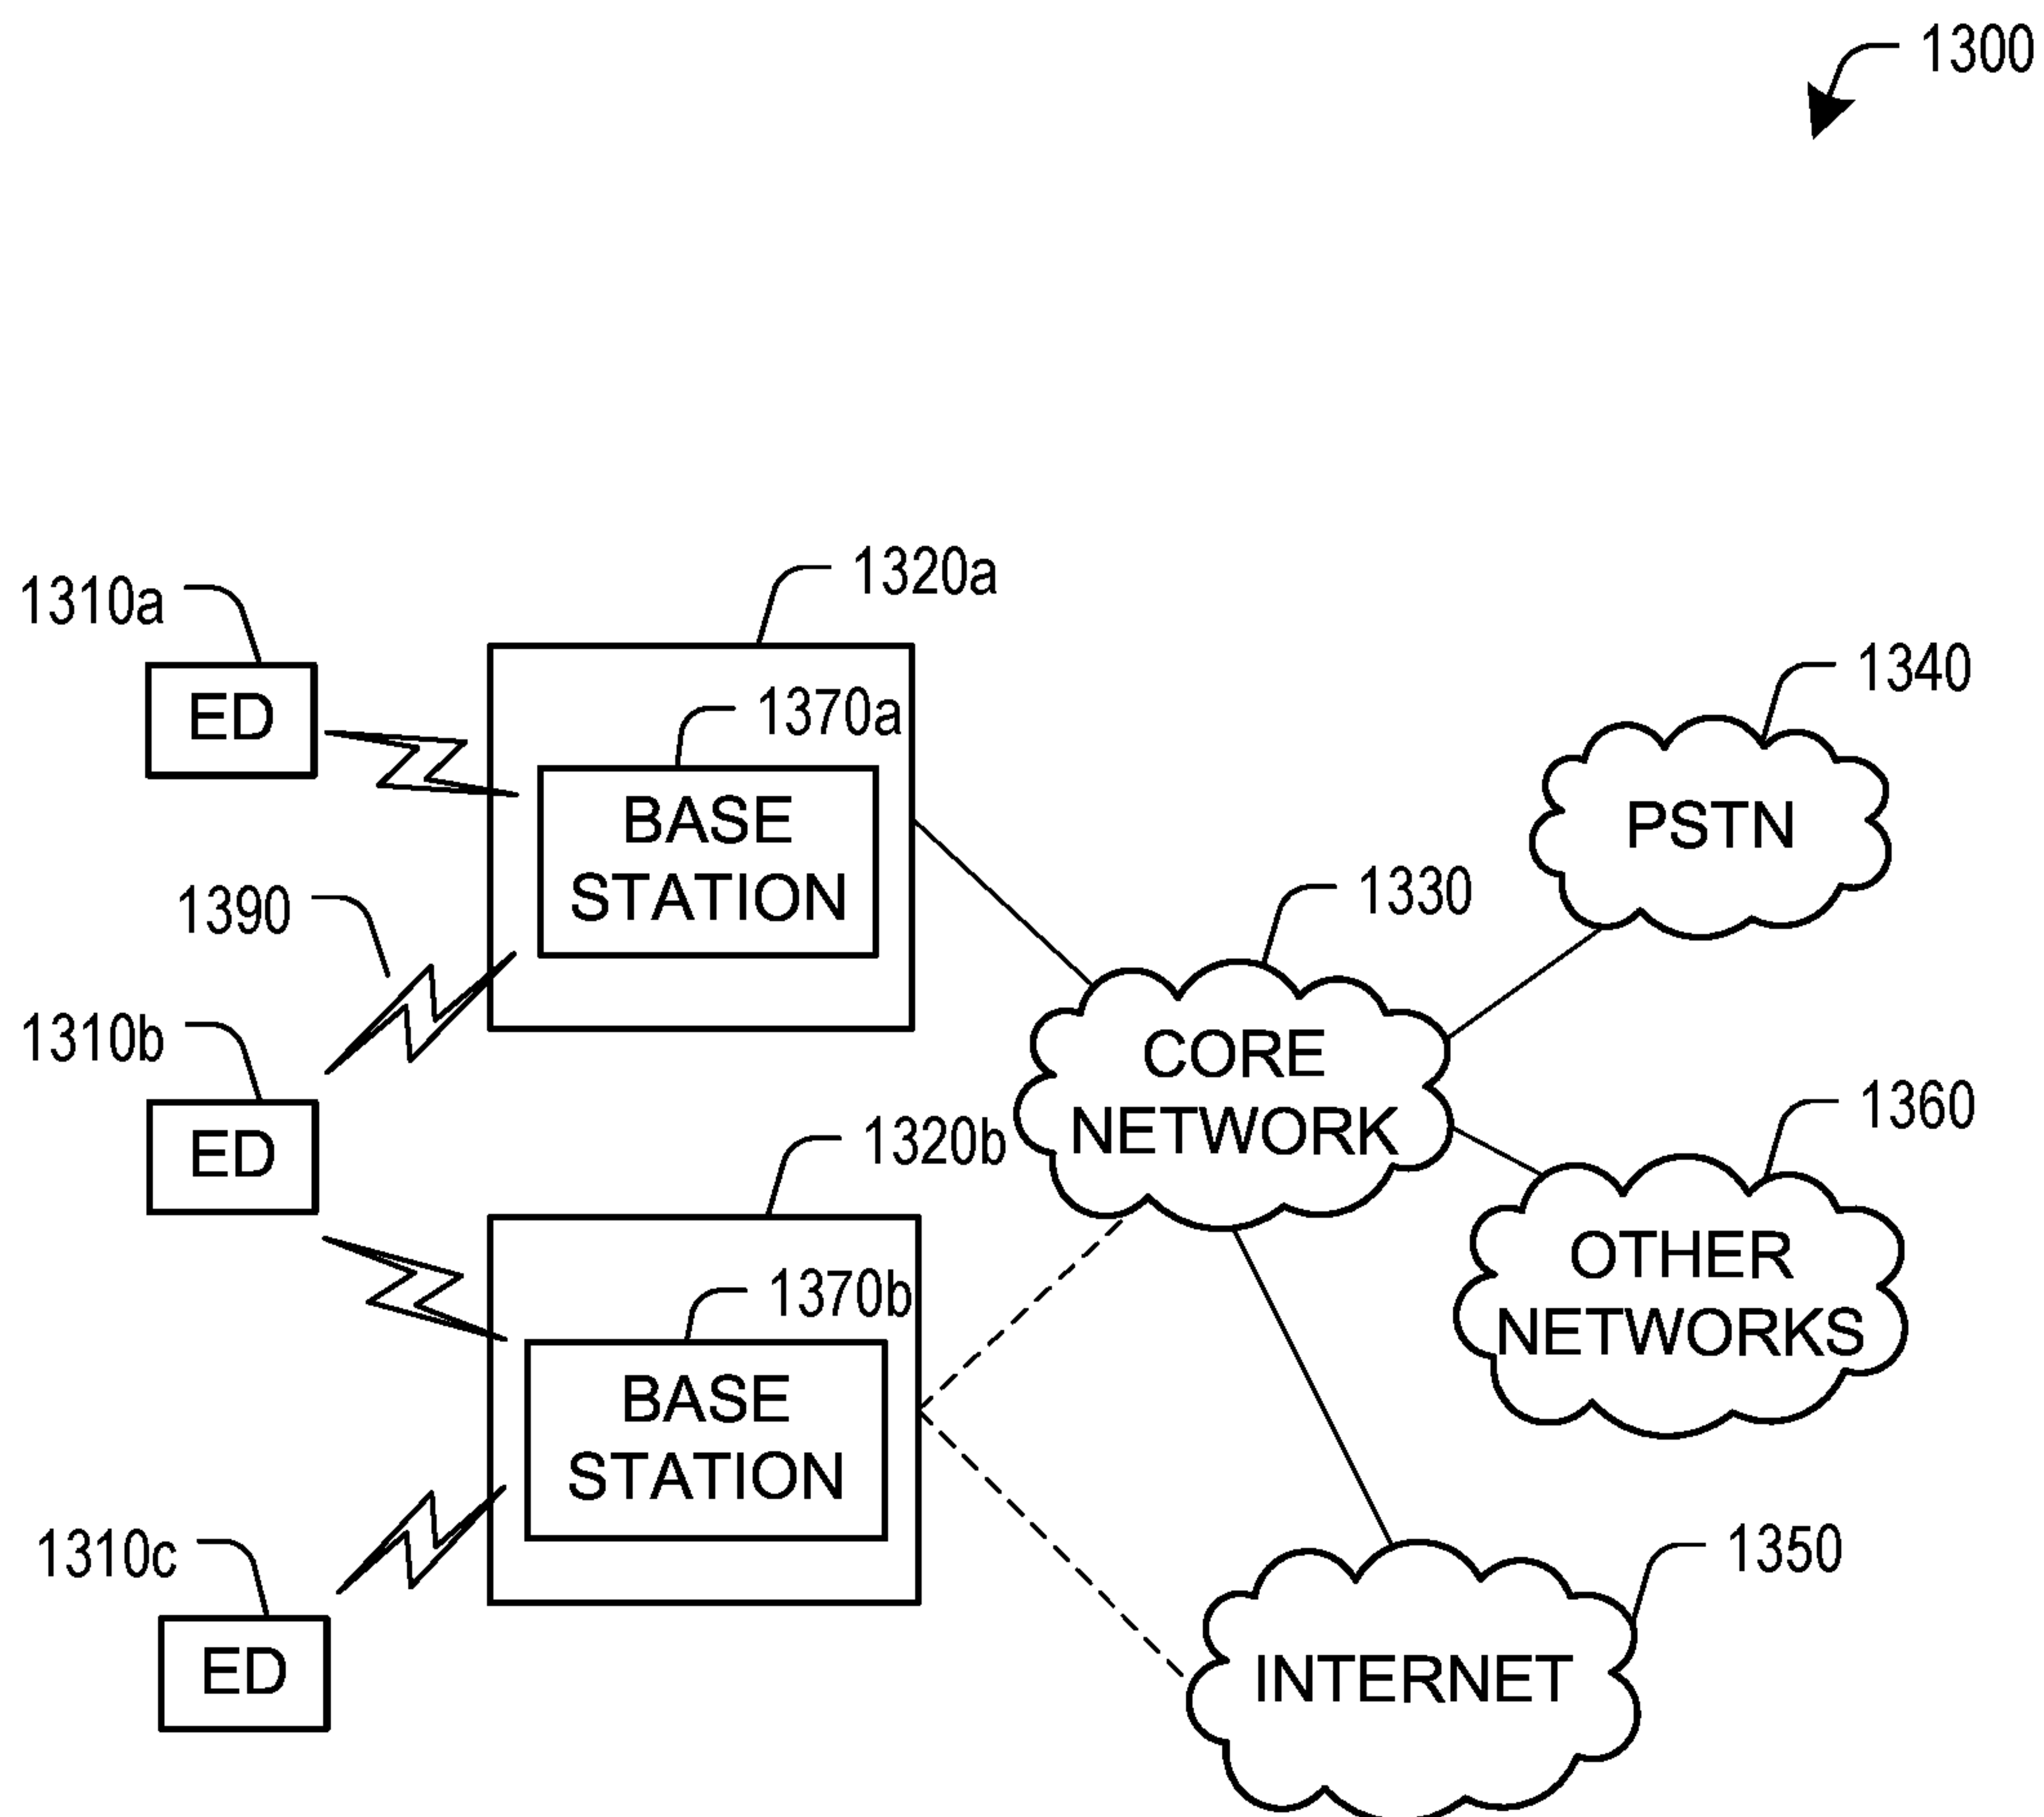 1300
1320a
1310a
ED
1370a
BASE
STATION
1340
PSTN
1390
1330
1310b
ED
CORE
NETWORK
1320b
1360
OTHER
NETWORKS
1370b
BASE
STATION
1310c
ED
1350
INTERNET